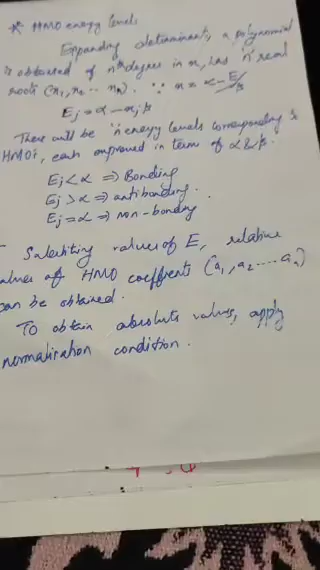 * HMO energy levels
Expanding determinant, a polynomial
is obtained of nth degree in x, has 'n' real
roots (x₁, x₂ .. xₙ). ∵ x = α-E/β
Ej = α - xjβ
There will be 'n' energy levels corresponding to
HMO's, each expressed in term of α & β.
Ej < α ⇒ Bonding
Ej > α ⇒ antibonding.
Ej = α ⇒ non-bonding
Substituting values of E, relative
values of HMO coefficients (a₁, a₂ .... aₙ)
can be obtained.
To obtain absolute values, apply
normalisation condition.